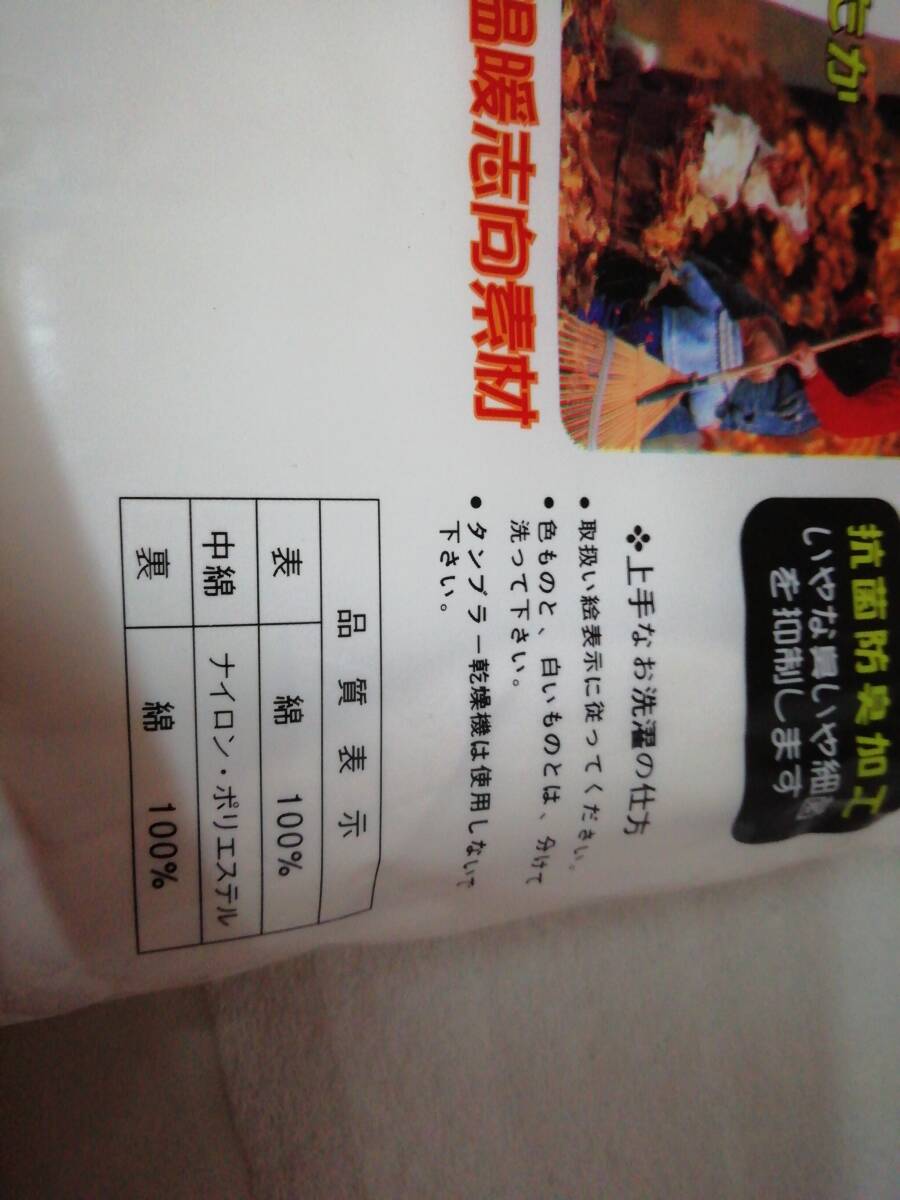 温暖志向素材
抗菌防臭加工
いやな臭いや細菌
を抑制します
❖上手なお洗濯の仕方
●取扱い絵表示に従ってください。
●色ものと、白いものとは、分けて
洗って下さい。
●タンブラー乾燥機は使用しないで
下さい。
品質表示
表 綿 100%
中綿 ナイロン・ポリエステル
裏 綿 100%